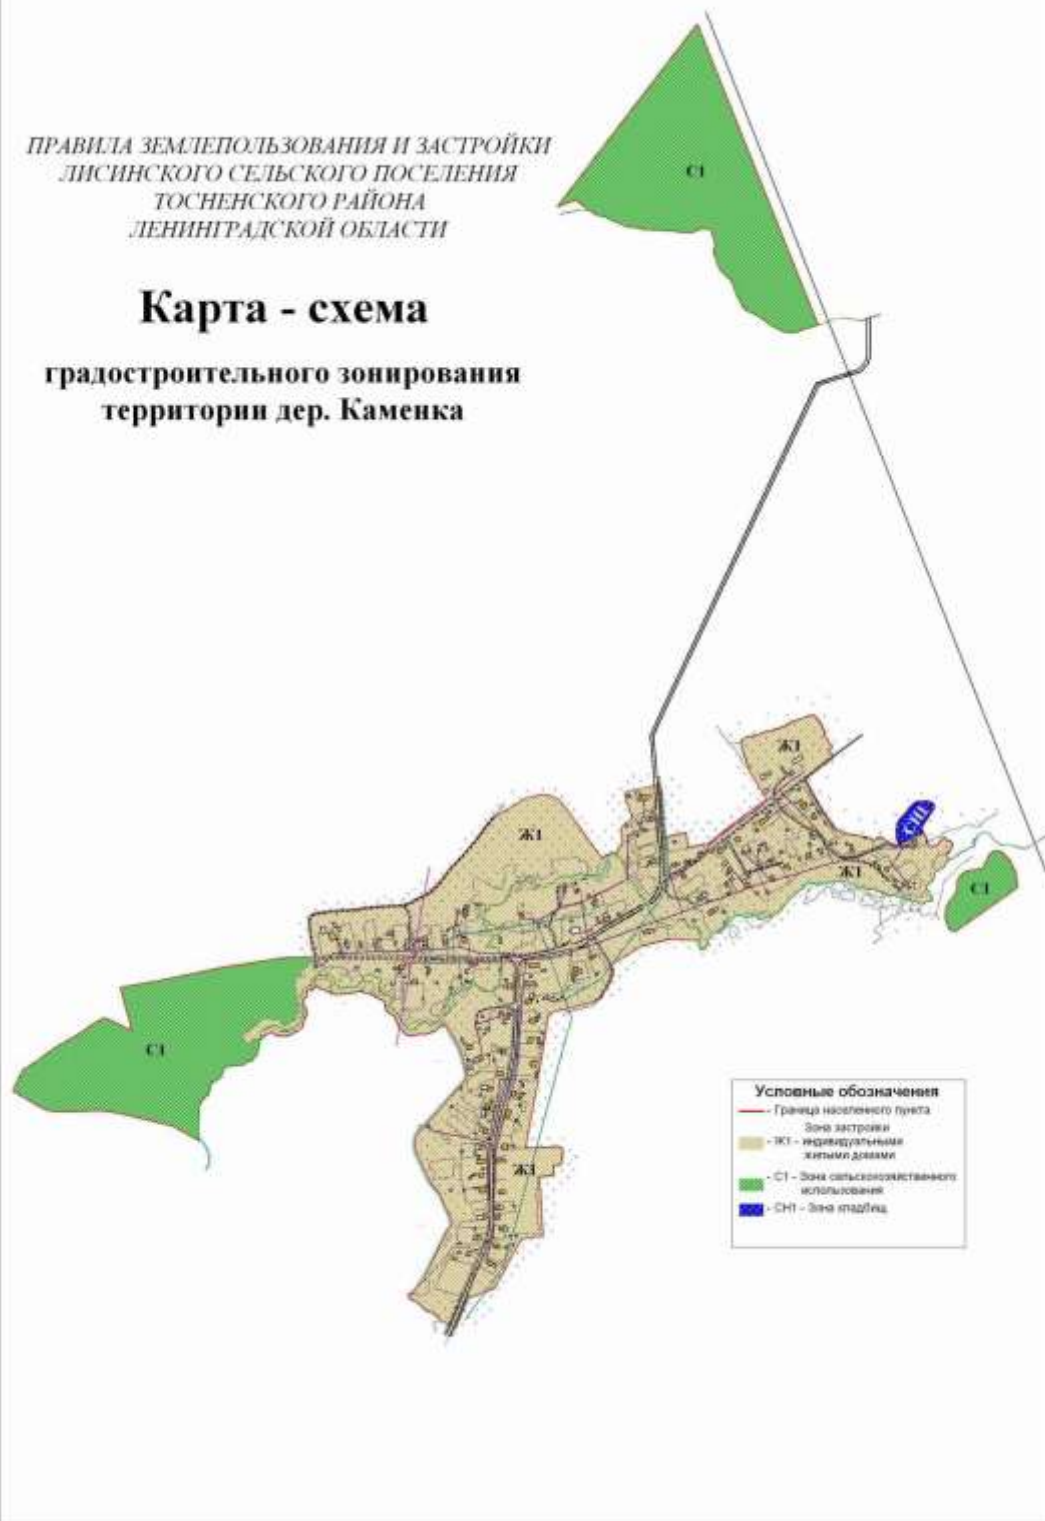 ПРАВИЛА ЗЕМЛЕПОЛЬЗОВАНИЯ И ЗАСТРОЙКИ
ЛИСИНСКОГО СЕЛЬСКОГО ПОСЕЛЕНИЯ
ТОСНЕНСКОГО РАЙОНА
ЛЕНИНГРАДСКОЙ ОБЛАСТИ
Карта - схема
градостроительного зонирования
территории дер. Каменка
С1
Ж1
Ж1
СН1
Ж1
С1
С1
Ж1
Условные обозначения
- Граница населенного пункта
Зона застройки
- Ж1 - индивидуальными
жилыми домами
- С1 - Зона сельскохозяйственного
использования
- СН1 - Зона кладбищ